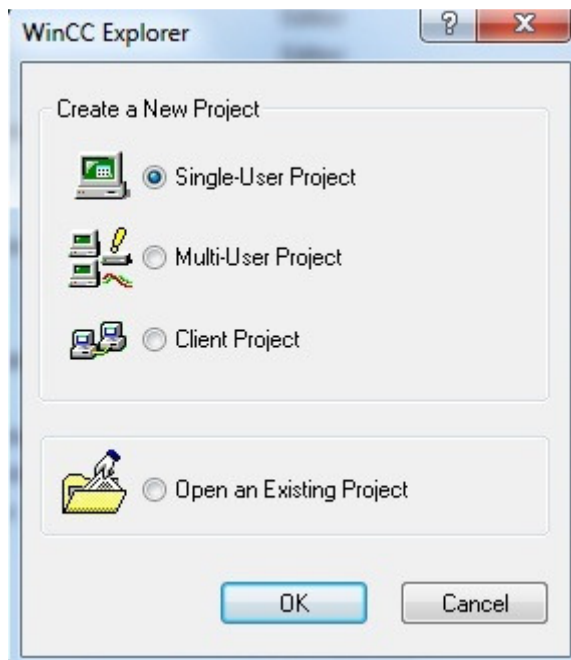 WinCC Explorer
Create a New Project
Single-User Project
Multi-User Project
Client Project
Open an Existing Project
OK
Cancel